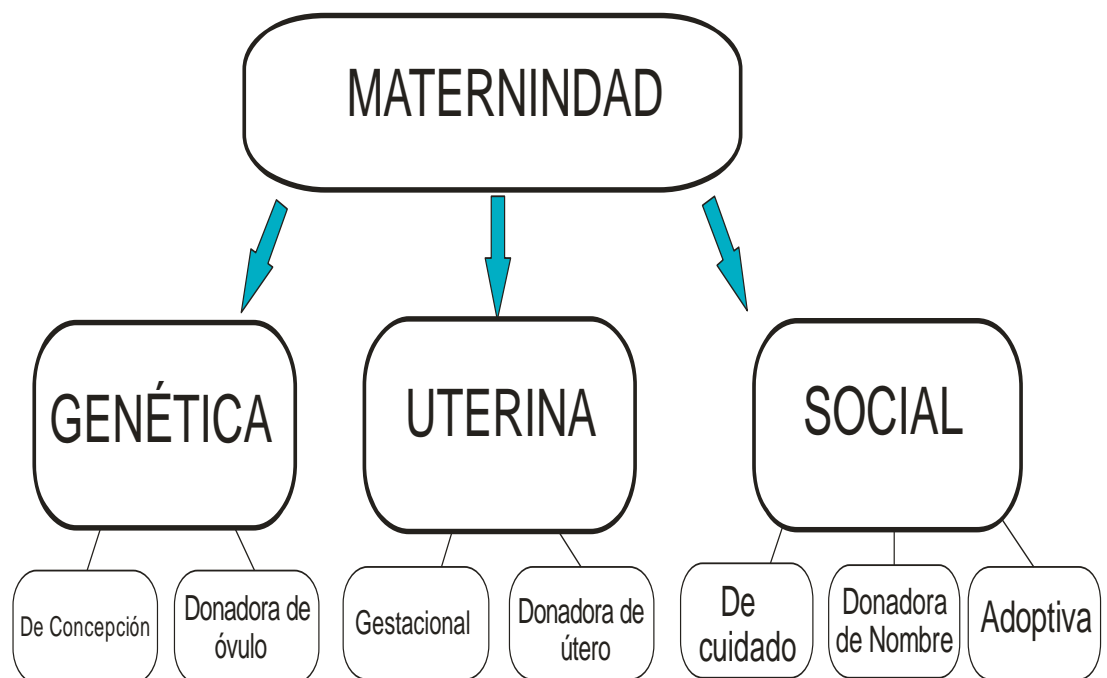 MATERNINDAD
GENÉTICA
UTERINA
SOCIAL
De Concepción
Donadora de
óvulo
Gestacional
Donadora de
útero
De
cuidado
Donadora
de Nombre
Adoptiva